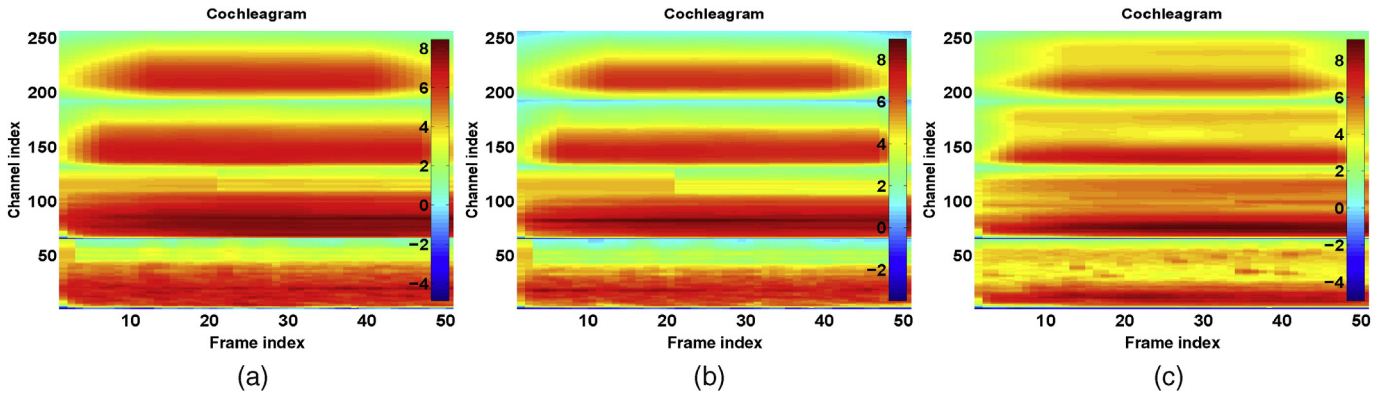 Cochleagram Cochleagram Cochleagram
250 250 250
200 200 200
150 150 150
100 100 100
50 50 50
Channel index Channel index Channel index
8 6 4 2 0 −2 −4
8 6 4 2 0 −2
8 6 4 2 0 −2 −4
10 20 30 40 50 10 20 30 40 50 10 20 30 40 50
Frame index Frame index Frame index
(a) (b) (c)